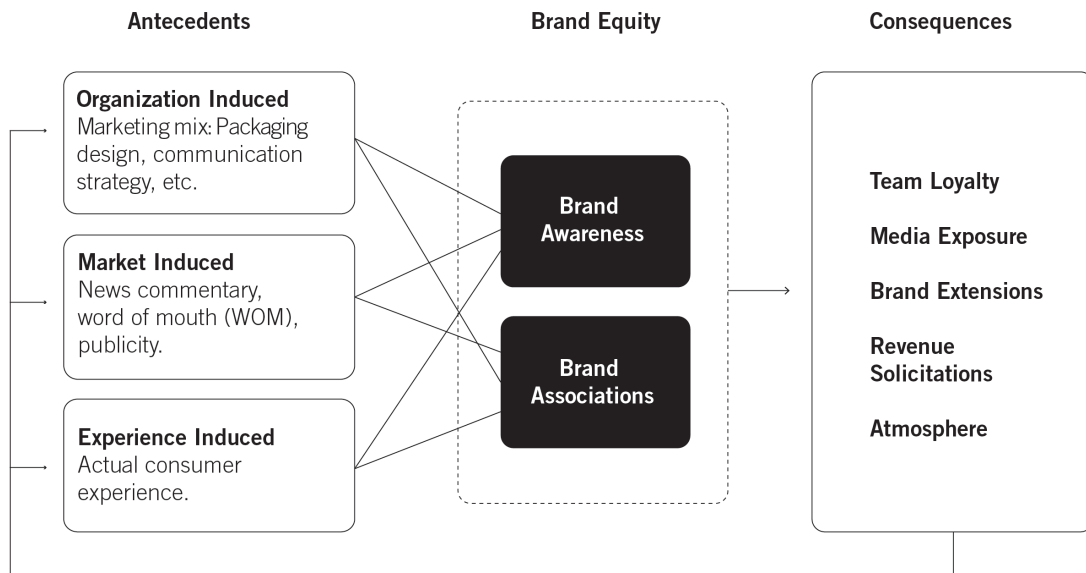 Antecedents
Brand Equity
Consequences
Organization Induced
Marketing mix: Packaging
design, communication
strategy, etc.
Market Induced
News commentary,
word of mouth (WOM),
publicity.
Experience Induced
Actual consumer
experience.
Brand
Awareness
Brand
Associations
Team Loyalty
Media Exposure
Brand Extensions
Revenue
Solicitations
Atmosphere